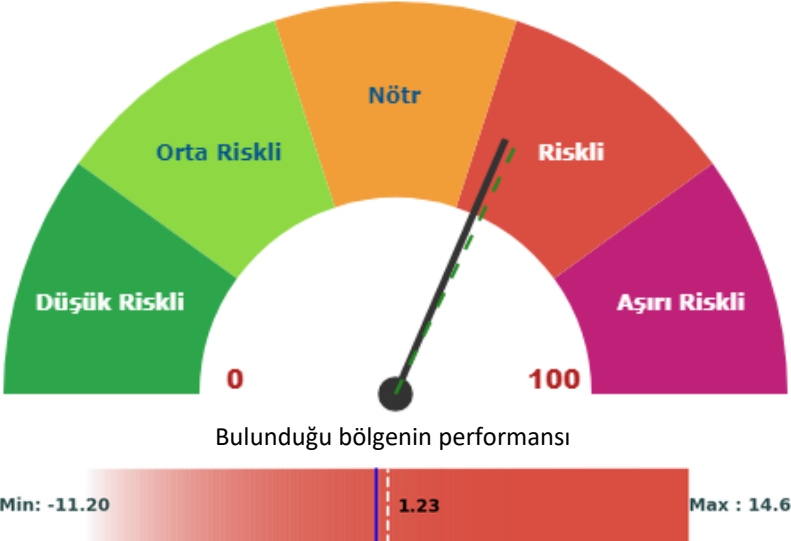 Nötr
Orta Riskli
Riskli
Düşük Riskli
Aşırı Riskli
0
100
Bulunduğu bölgenin performansı
Min: -11.20
1.23
Max : 14.6